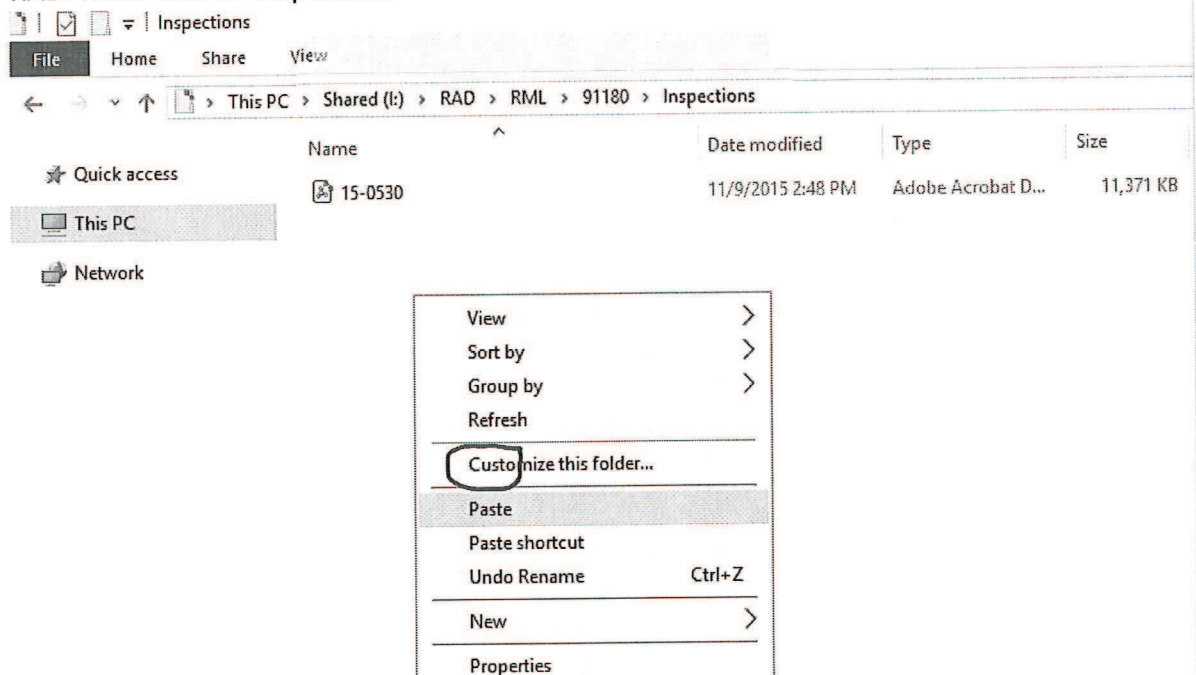 Inspections
File Home Share View
This PC > Shared (I:) > RAD > RML > 91180 > Inspections
Name Date modified Type Size
Quick access
15-0530 11/9/2015 2:48 PM Adobe Acrobat D... 11,371 KB
This PC
Network
View
Sort by
Group by
Refresh
Customize this folder...
Paste
Paste shortcut
Undo Rename Ctrl+Z
New
Properties